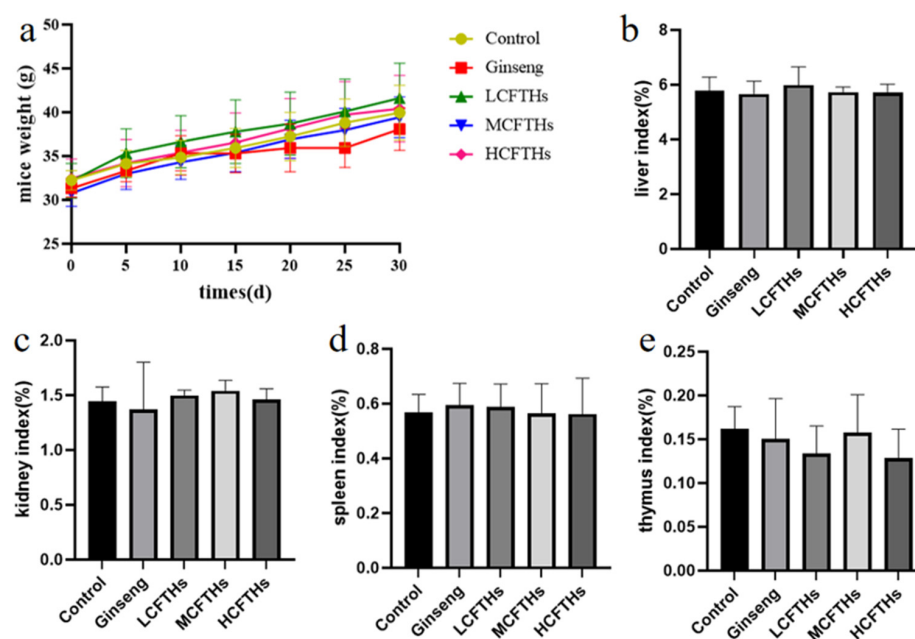 a
mice weight (g)
50
45
40
35
30
25
0 5 10 15 20 25 30
times(d)
Control
Ginseng
LCFTHs
MCFTHs
HCFTHs
b
liver index(%)
8
6
4
2
0
Control Ginseng LCFTHs MCFTHs HCFTHs
c
kidney index(%)
2.0
1.5
1.0
0.5
0.0
Control Ginseng LCFTHs MCFTHs HCFTHs
d
spleen index(%)
0.8
0.6
0.4
0.2
0.0
Control Ginseng LCFTHs MCFTHs HCFTHs
e
thymus index(%)
0.25
0.20
0.15
0.10
0.05
0.00
Control Ginseng LCFTHs MCFTHs HCFTHs